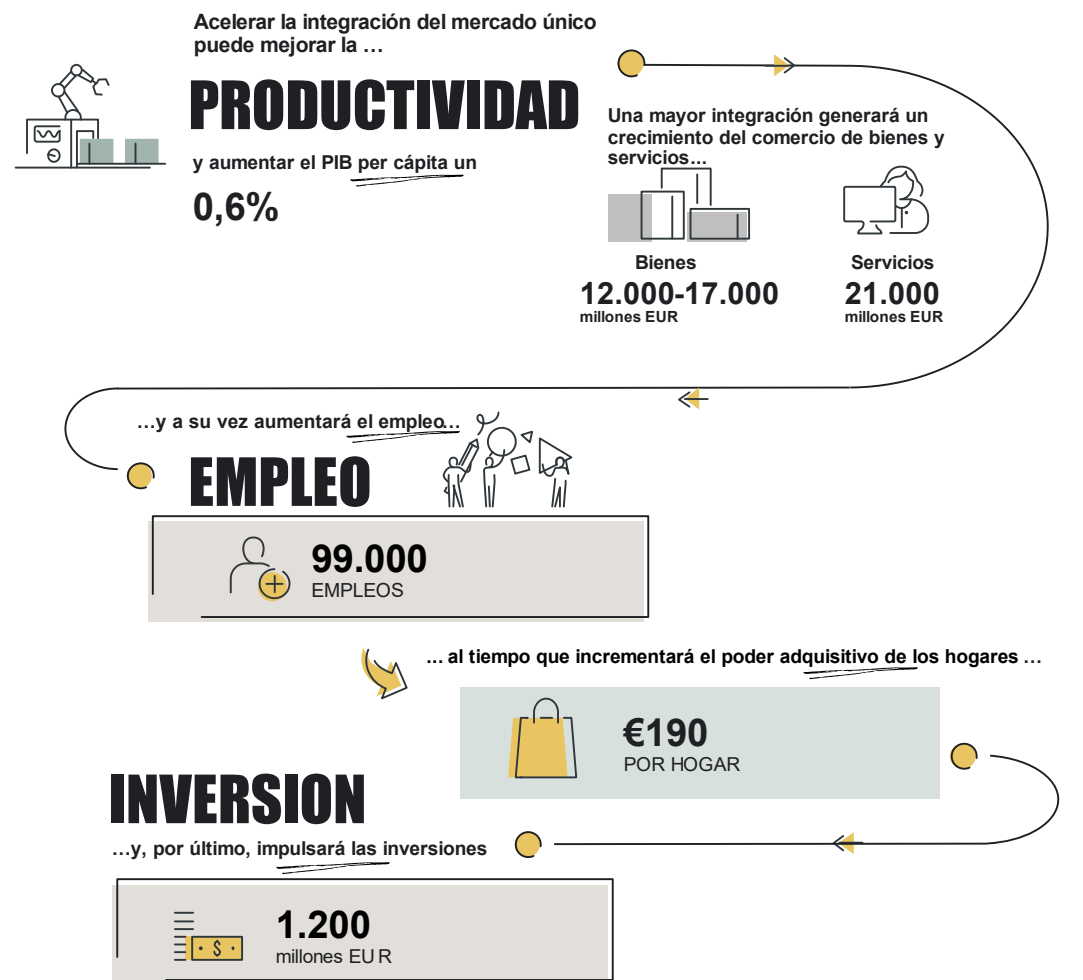 Acelerar la integración del mercado único
puede mejorar la …
PRODUCTIVIDAD
y aumentar el PIB per cápita un
0,6%
Una mayor integración generará un
crecimiento del comercio de bienes y
servicios…
Bienes
12.000-17.000
millones EUR
Servicios
21.000
millones EUR
…y a su vez aumentará el empleo…
EMPLEO
99.000
EMPLEOS
… al tiempo que incrementará el poder adquisitivo de los hogares …
€190
POR HOGAR
INVERSION
…y, por último, impulsará las inversiones
$
1.200
millones EUR